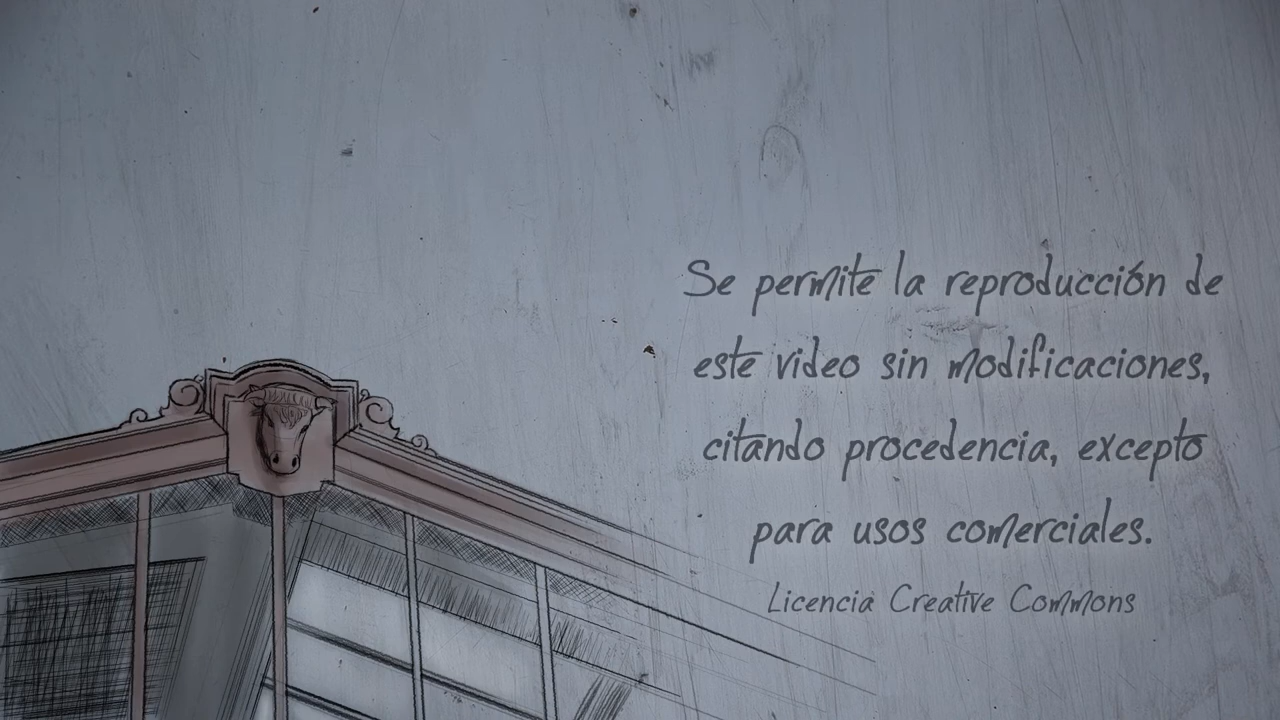 Se permite la reproducción de
este video sin modificaciones,
citando procedencia, excepto
para usos comerciales.
Licencia Creative Commons